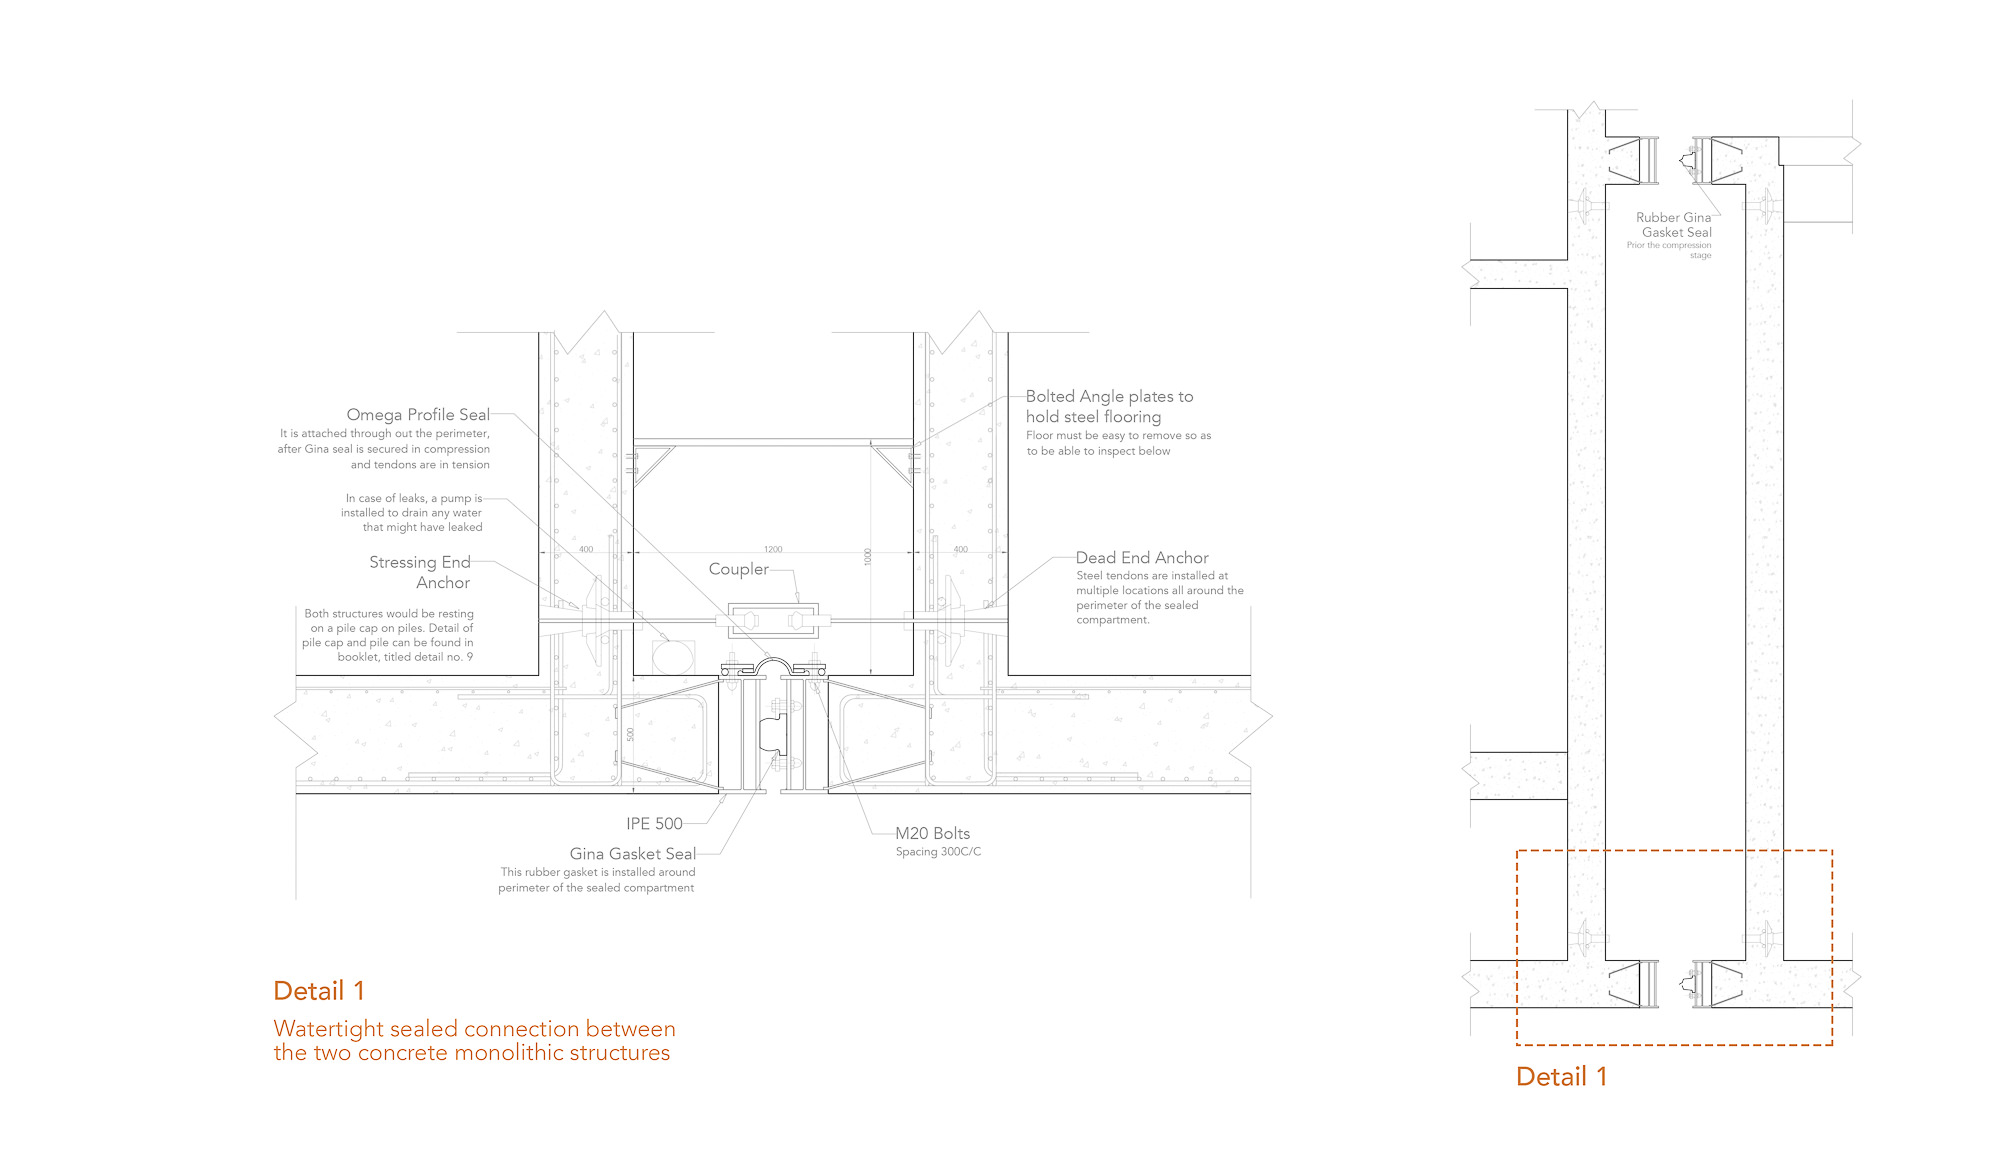 Omega Profile Seal
It is attached through out the perimeter,
after Gina seal is secured in compression
and tendons are in tension
In case of leaks, a pump is
installed to drain any water
that might have leaked
Stressing End
Anchor
Both structures would be resting
on a pile cap on piles. Detail of
pile cap and pile can be found in
booklet, titled detail no. 9
Bolted Angle plates to
hold steel flooring
Floor must be easy to remove so as
to be able to inspect below
400
1200
1000
400
Coupler
Dead End Anchor
Steel tendons are installed at
multiple locations all around the
perimeter of the sealed
compartment.
500
IPE 500
Gina Gasket Seal
This rubber gasket is installed around
perimeter of the sealed compartment
M20 Bolts
Spacing 300C/C
Detail 1
Watertight sealed connection between
the two concrete monolithic structures
Rubber Gina
Gasket Seal
Prior the compression
stage
Detail 1